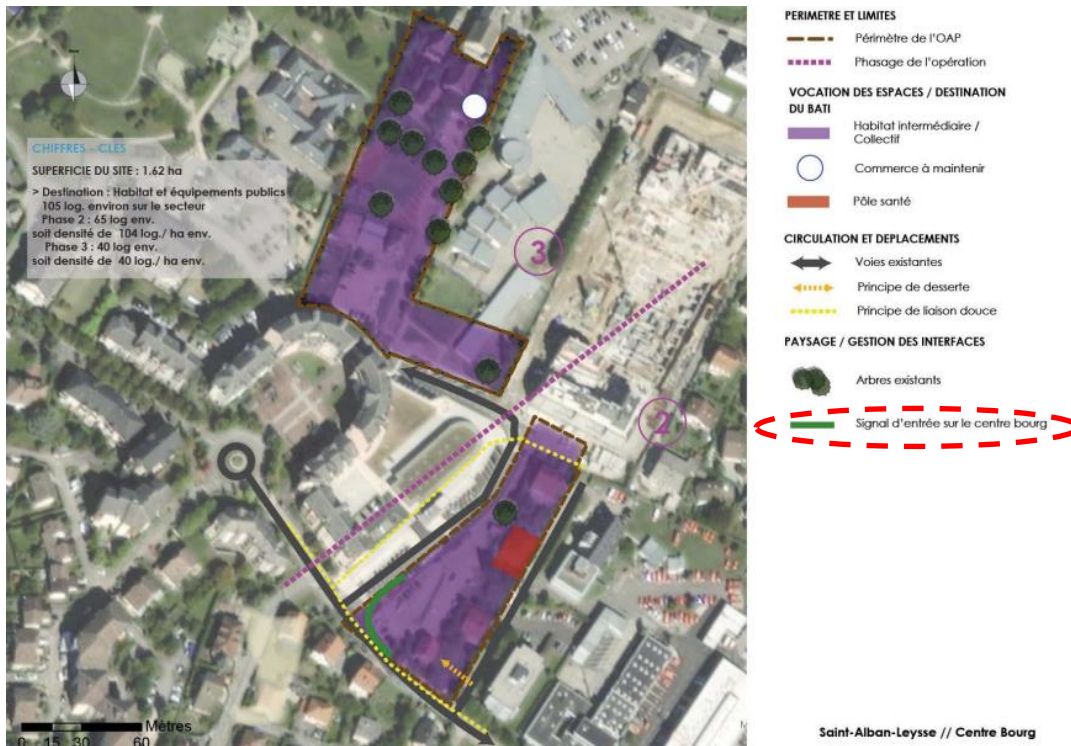 CHIFFRES - CLES
SUPERFICIE DU SITE : 1.62 ha
> Destination : Habitat et équipements publics
105 log. environ sur le secteur
Phase 2 : 65 log env.
soit densité de 104 log./ ha env.
Phase 3 : 40 log env.
soit densité de 40 log./ ha env.
3
2
Mètres
0 15 30 60
M
PERIMETRE ET LIMITES
Périmètre de l'OAP
Phasage de l'opération
VOCATION DES ESPACES / DESTINATION
DU BATI
Habitat intermédiaire /
Collectif
Commerce à maintenir
Pôle santé
CIRCULATION ET DEPLACEMENTS
Voies existantes
Principe de desserte
Principe de liaison douce
PAYSAGE / GESTION DES INTERFACES
Arbres existants
Signal d'entrée sur le centre bourg
Saint-Alban-Leysse // Centre Bourg